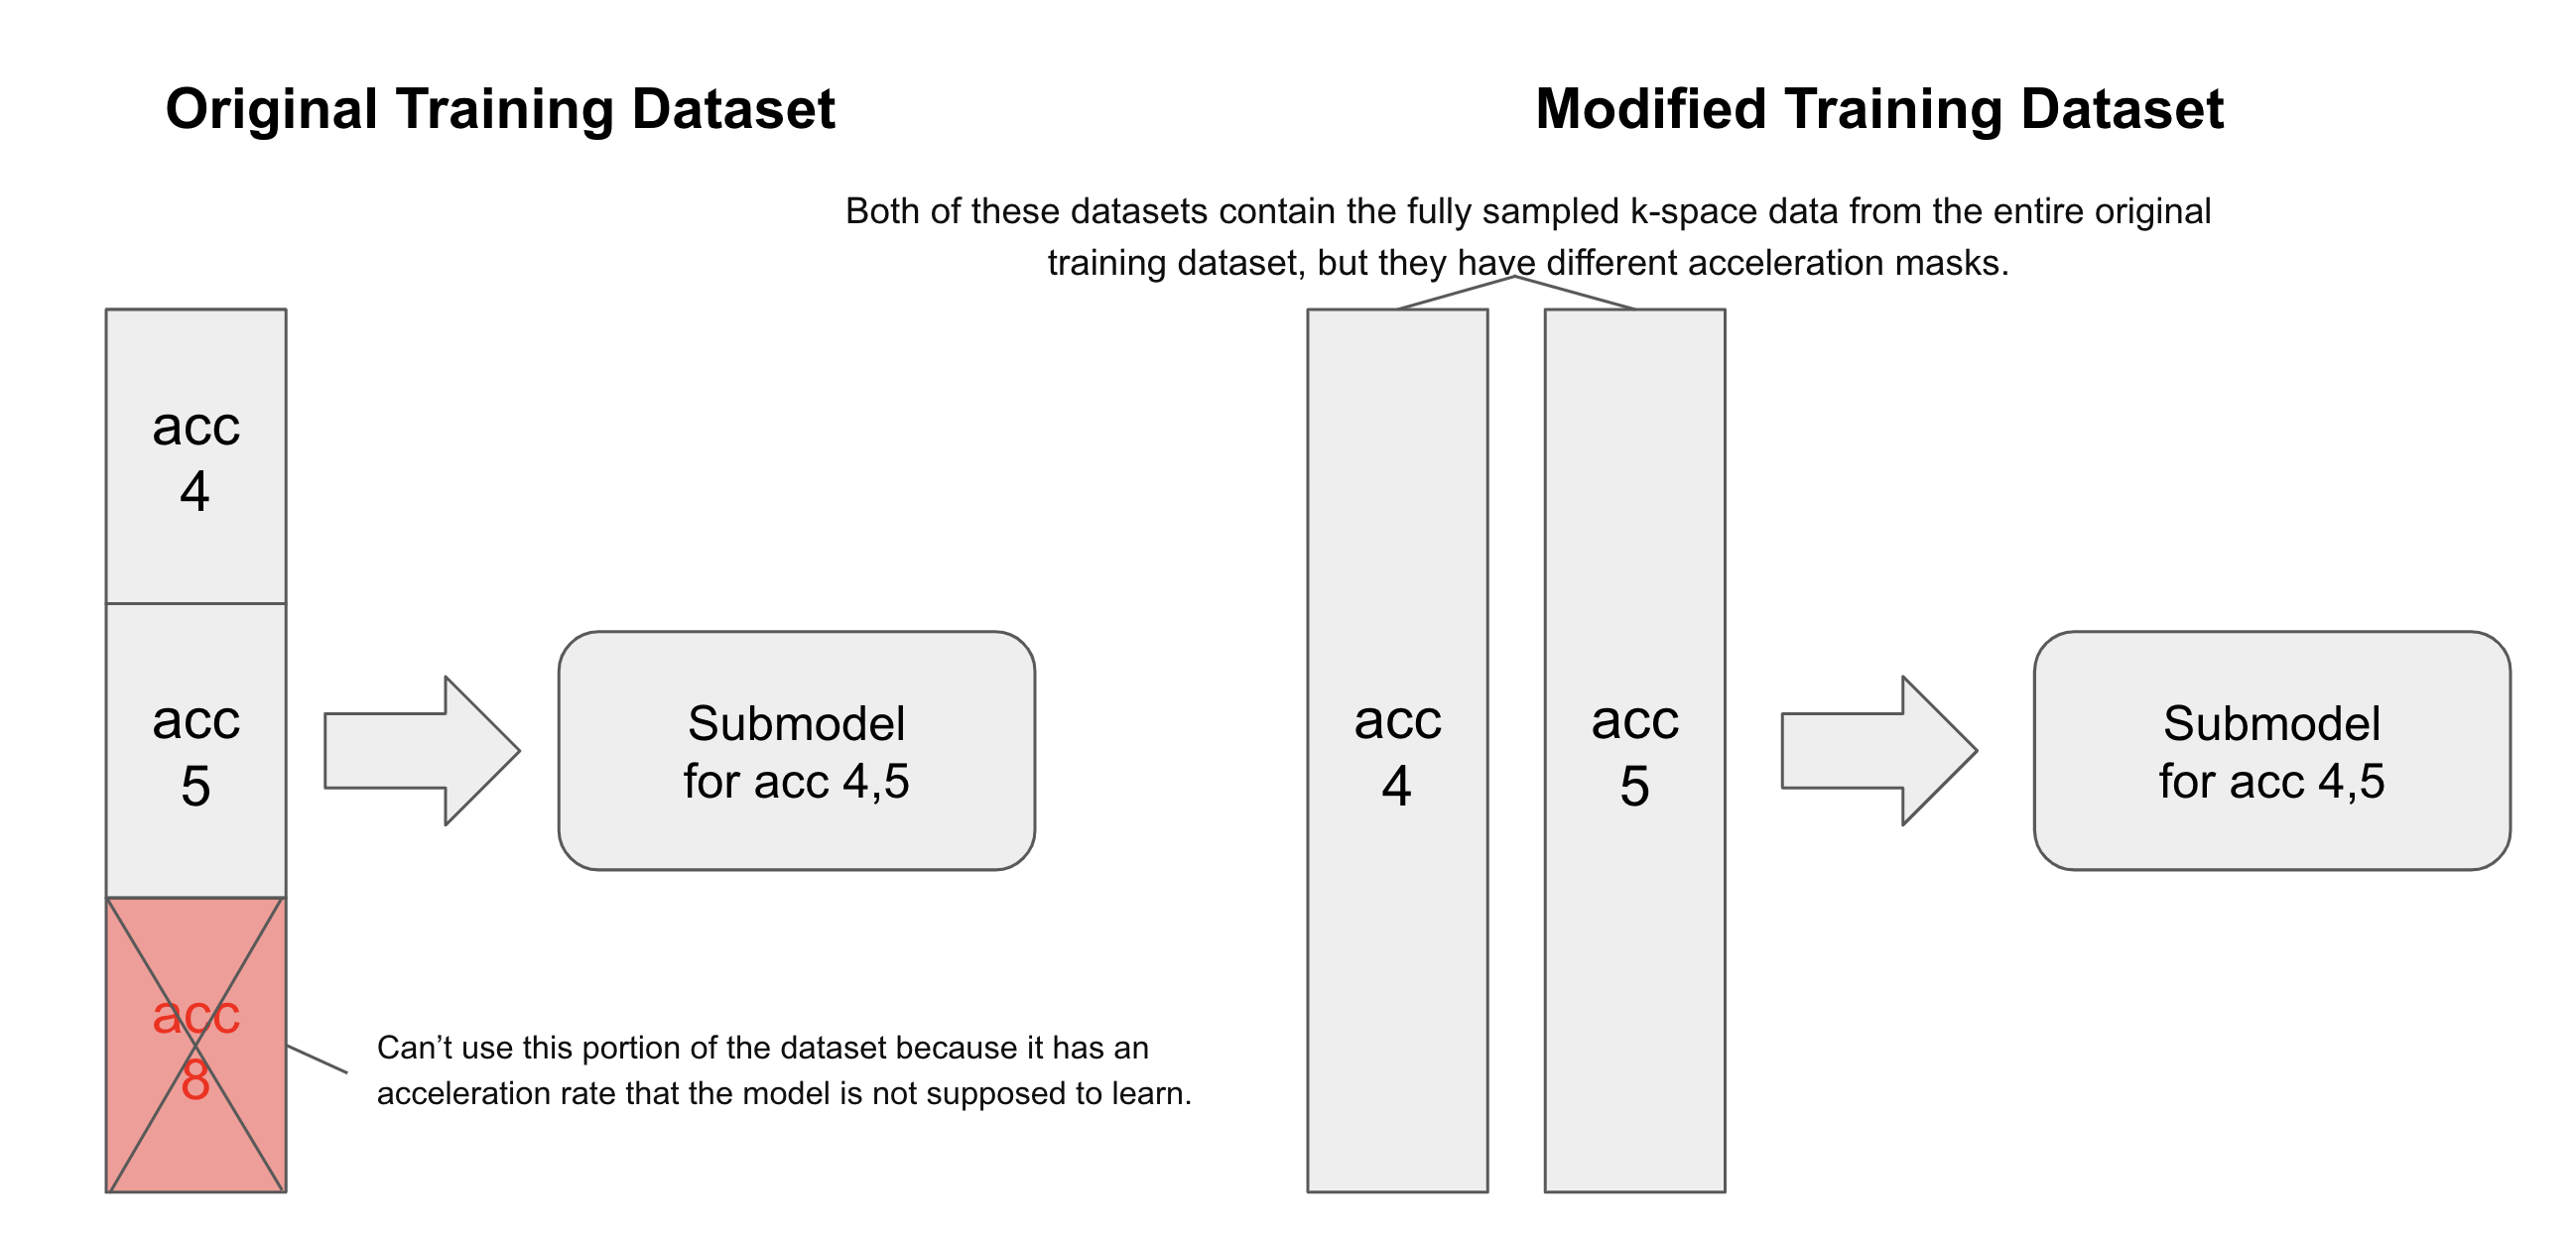 Original Training Dataset
acc
4
acc
5
acc
8
Submodel
for acc 4,5
Can’t use this portion of the dataset because it has an
acceleration rate that the model is not supposed to learn.
Modified Training Dataset
Both of these datasets contain the fully sampled k-space data from the entire original
training dataset, but they have different acceleration masks.
acc
4
acc
5
Submodel
for acc 4,5